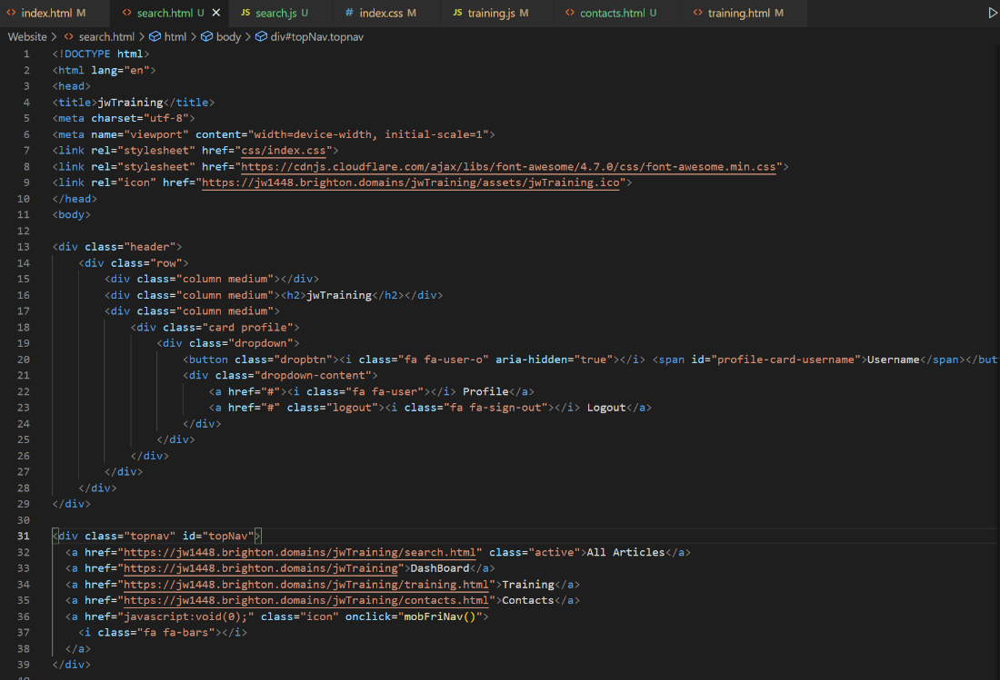 index.html M search.html U JS search.js U # index.css M JS training.js M contacts.html U training.html M
Website > search.html > html > body > div#topNav.topnav
1 <!DOCTYPE html>
2 <html lang="en">
3 <head>
4 <title>jwTraining</title>
5 <meta charset="utf-8">
6 <meta name="viewport" content="width=device-width, initial-scale=1">
7 <link rel="stylesheet" href="css/index.css">
8 <link rel="stylesheet" href="https://cdnjs.cloudflare.com/ajax/libs/font-awesome/4.7.0/css/font-awesome.min.css">
9 <link rel="icon" href="https://jw1448.brighton.domains/jwTraining/assets/jwTraining.ico">
10 </head>
11 <body>
12
13 <div class="header">
14 <div class="row">
15 <div class="column medium"></div>
16 <div class="column medium"><h2>jwTraining</h2></div>
17 <div class="column medium">
18 <div class="card profile">
19 <div class="dropdown">
20 <button class="dropbtn"><i class="fa fa-user-o" aria-hidden="true"></i> <span id="profile-card-username">Username</span></but
21 <div class="dropdown-content">
22 <a href="#"><i class="fa fa-user"></i> Profile</a>
23 <a href="#" class="logout"><i class="fa fa-sign-out"></i> Logout</a>
24 </div>
25 </div>
26 </div>
27 </div>
28 </div>
29 </div>
30
31 <div class="topnav" id="topNav">
32 <a href="https://jw1448.brighton.domains/jwTraining/search.html" class="active">All Articles</a>
33 <a href="https://jw1448.brighton.domains/jwTraining">DashBoard</a>
34 <a href="https://jw1448.brighton.domains/jwTraining/training.html">Training</a>
35 <a href="https://jw1448.brighton.domains/jwTraining/contacts.html">Contacts</a>
36 <a href="javascript:void(0);" class="icon" onclick="mobFriNav()">
37 <i class="fa fa-bars"></i>
38 </a>
39 </div>